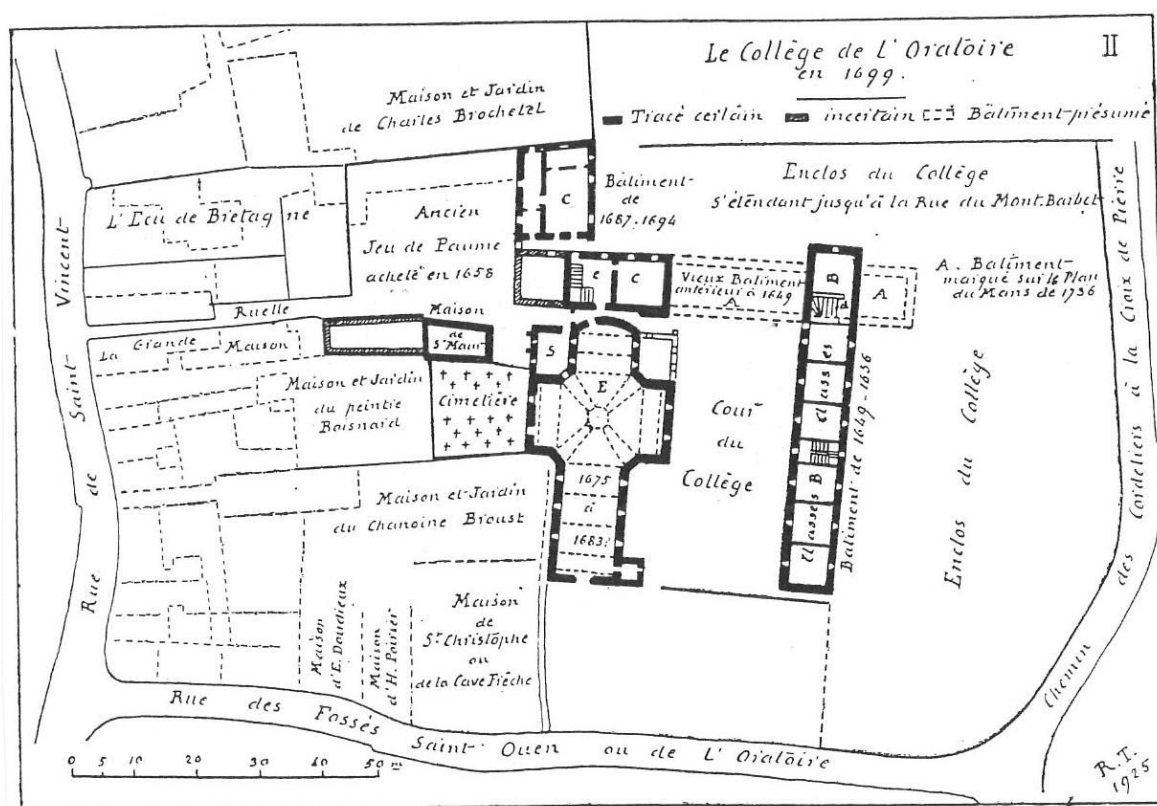 Le Collège de L'Oratoire
en 1699.
II
Tracé certain
incertain
Bâtiment présumé
Maison et Jardin
de Charles Brochetel
Enclos du Collège
s'étendant jusqu'à la Rue du Mont. Barbet
L'Ecu de Bretagne
Ancien
Jeu de Paume
acheté en 1658
C
Bâtiment
de
1687-1694
e
C
Vieux Bâtiment
antérieur à 1649
A
B
d
A
A. Bâtiment
marqué sur le Plan
du Mans de 1736
Ruelle
La Grande Maison
Maison
de
St Maur
S
E
Maison et Jardin
du peintre
Boisnard
Cimetière
Cour
du
Collège
Classes
B
Classes
Bâtiment de 1649-1656
Enclos du Collège
1675
à
1683
Maison et Jardin
du Chanoine Broust
Maison
d'E. Doudieux
Maison
d'H. Poirier
Maison
de
St Christophe
ou
de la Cave Frêche
Rue de Saint Vincent
Rue des Fossés Saint Ouen ou de L'Oratoire
Chemin des Cordeliers à la Croix de Pierre
0 5 10 20 30 40 50 m
R.T.
1925